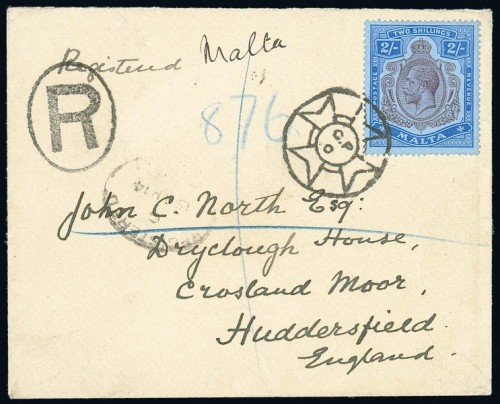 Registered Malta
TWO SHILLINGS
2/- 2/-
POSTAGE
REVENUE
MALTA
R
876
G.P
O
John C. North Esq:
Dryclough House,
Crosland Moor,
Huddersfield.
England.